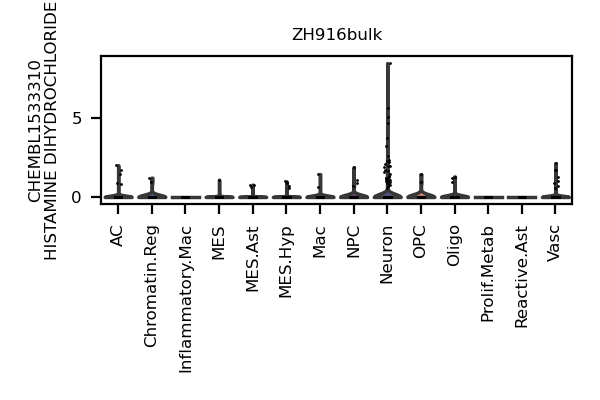 ZH916bulk
CHEMBL1533310
HISTAMINE DIHYDROCHLORIDE
5
0
AC
Chromatin.Reg
Inflammatory.Mac
MES
MES.Ast
MES.Hyp
Mac
NPC
Neuron
OPC
Oligo
Prolif.Metab
Reactive.Ast
Vasc